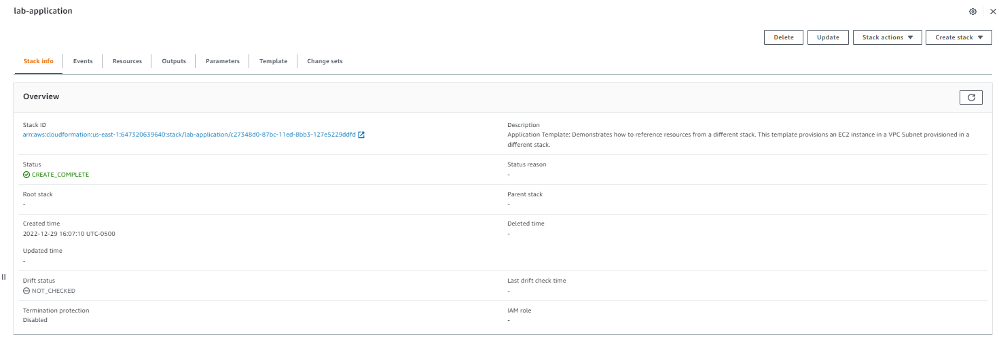 lab-application
Delete
Update
Stack actions
Create stack
Stack info
Events
Resources
Outputs
Parameters
Template
Change sets
Overview
Stack ID
arn:aws:cloudformation:us-east-1:647320639640:stack/lab-application/c27348d0-87bc-11ed-8bb3-127e5229ddfd
Description
Application Template: Demonstrates how to reference resources from a different stack. This template provisions an EC2 instance in a VPC Subnet provisioned in a
different stack.
Status
CREATE_COMPLETE
Status reason
-
Root stack
-
Parent stack
-
Created time
2022-12-29 16:07:10 UTC-0500
Deleted time
-
Updated time
-
Drift status
NOT_CHECKED
Last drift check time
-
Termination protection
Disabled
IAM role
-